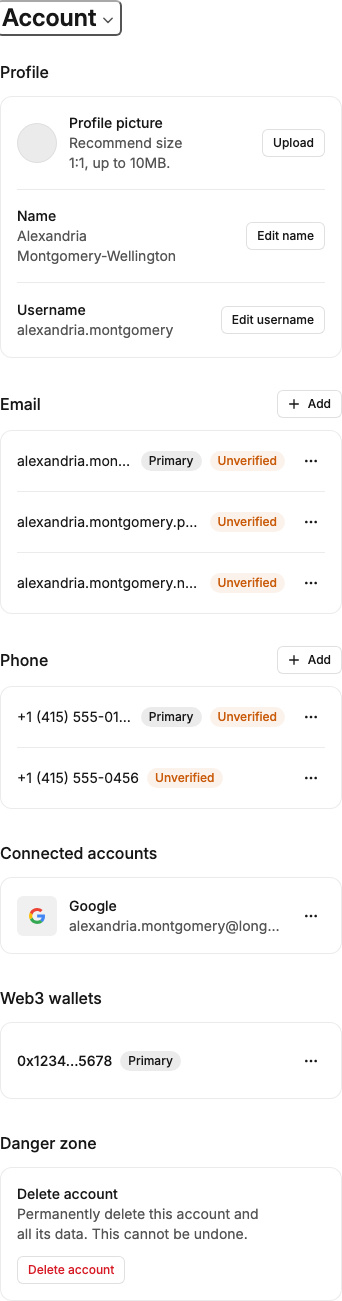 Account
Profile
Profile picture
Recommend size
1:1, up to 10MB.
Upload
Name
Alexandria
Montgomery-Wellington
Edit name
Username
alexandria.montgomery
Edit username
Email
+ Add
alexandria.mon... Primary Unverified
alexandria.montgomery.p... Unverified
alexandria.montgomery.n... Unverified
Phone
+ Add
+1 (415) 555-01... Primary Unverified
+1 (415) 555-0456 Unverified
Connected accounts
Google
alexandria.montgomery@long...
Web3 wallets
0x1234...5678 Primary
Danger zone
Delete account
Permanently delete this account and
all its data. This cannot be undone.
Delete account